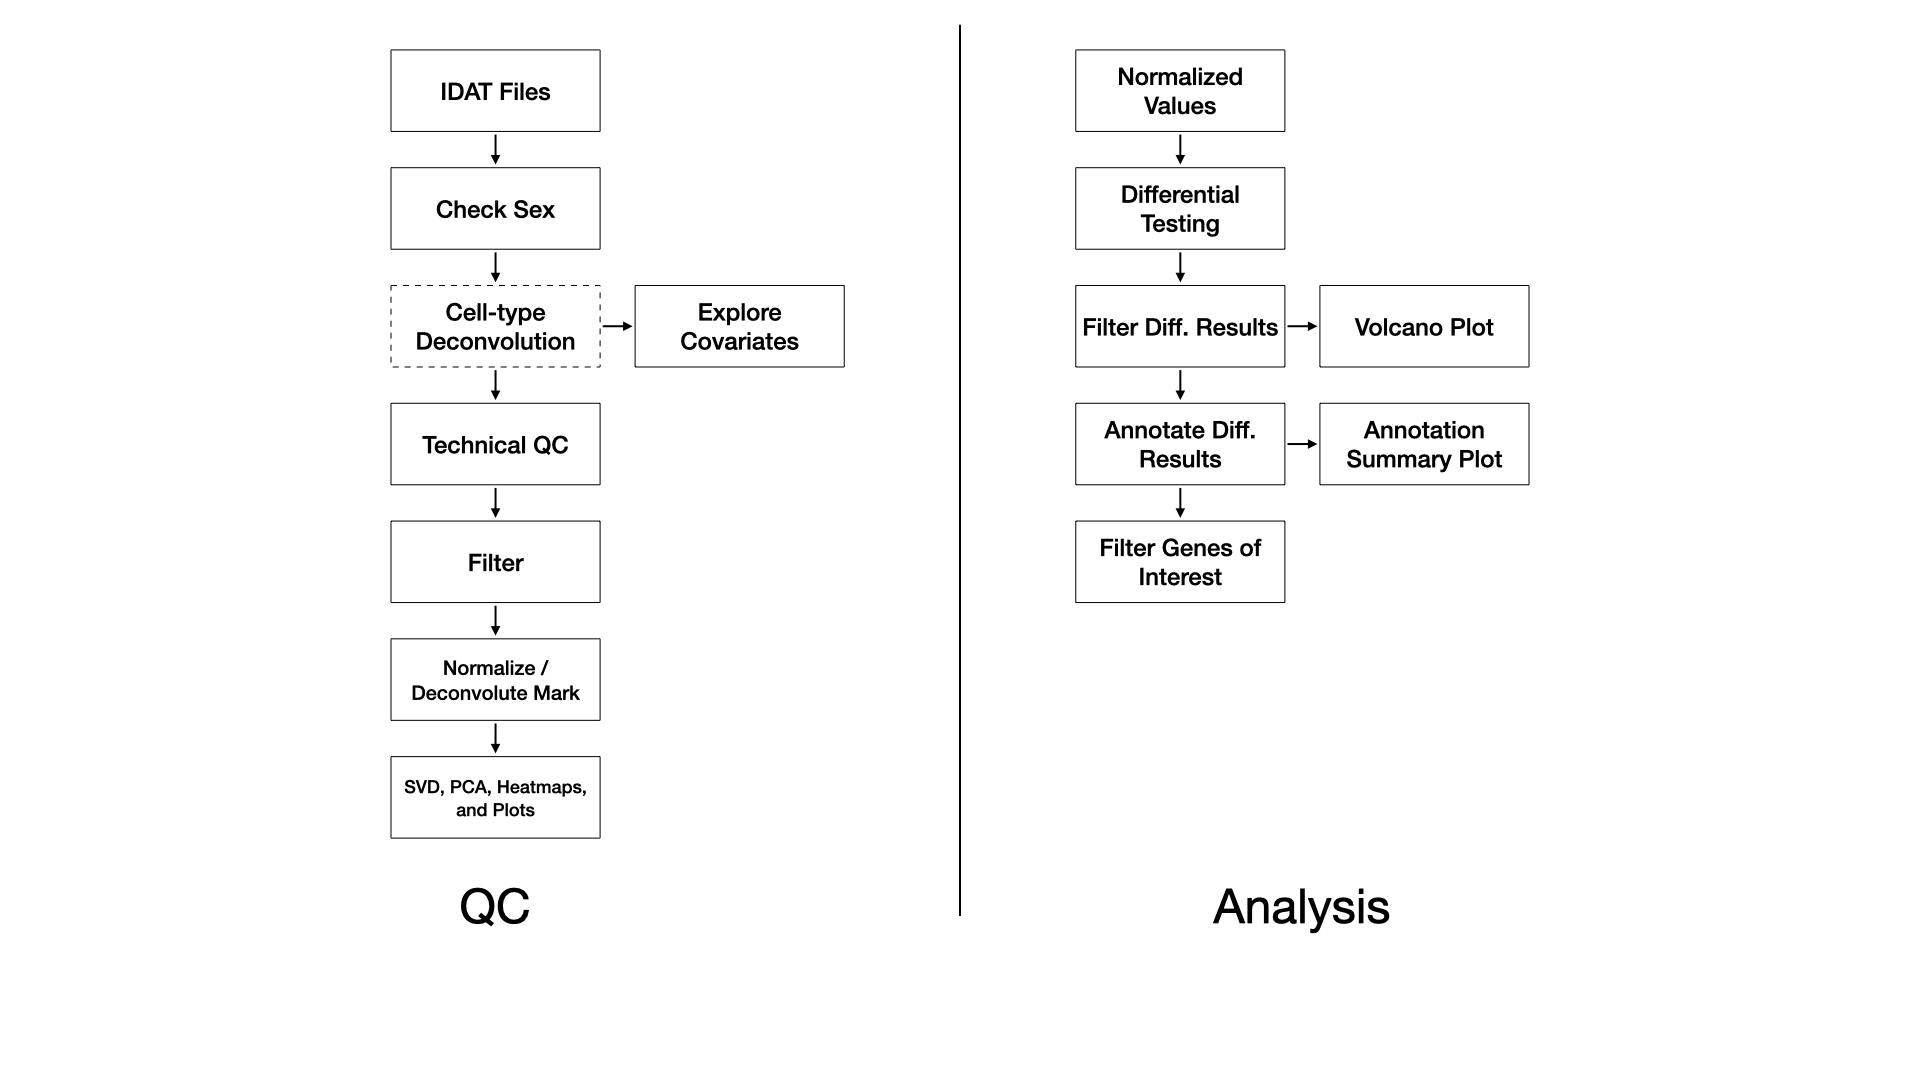 IDAT Files
Check Sex
Cell-type
Deconvolution
Explore
Covariates
Technical QC
Filter
Normalize /
Deconvolute Mark
SVD, PCA, Heatmaps,
and Plots
QC
Normalized
Values
Differential
Testing
Filter Diff. Results
Volcano Plot
Annotate Diff.
Results
Annotation
Summary Plot
Filter Genes of
Interest
Analysis